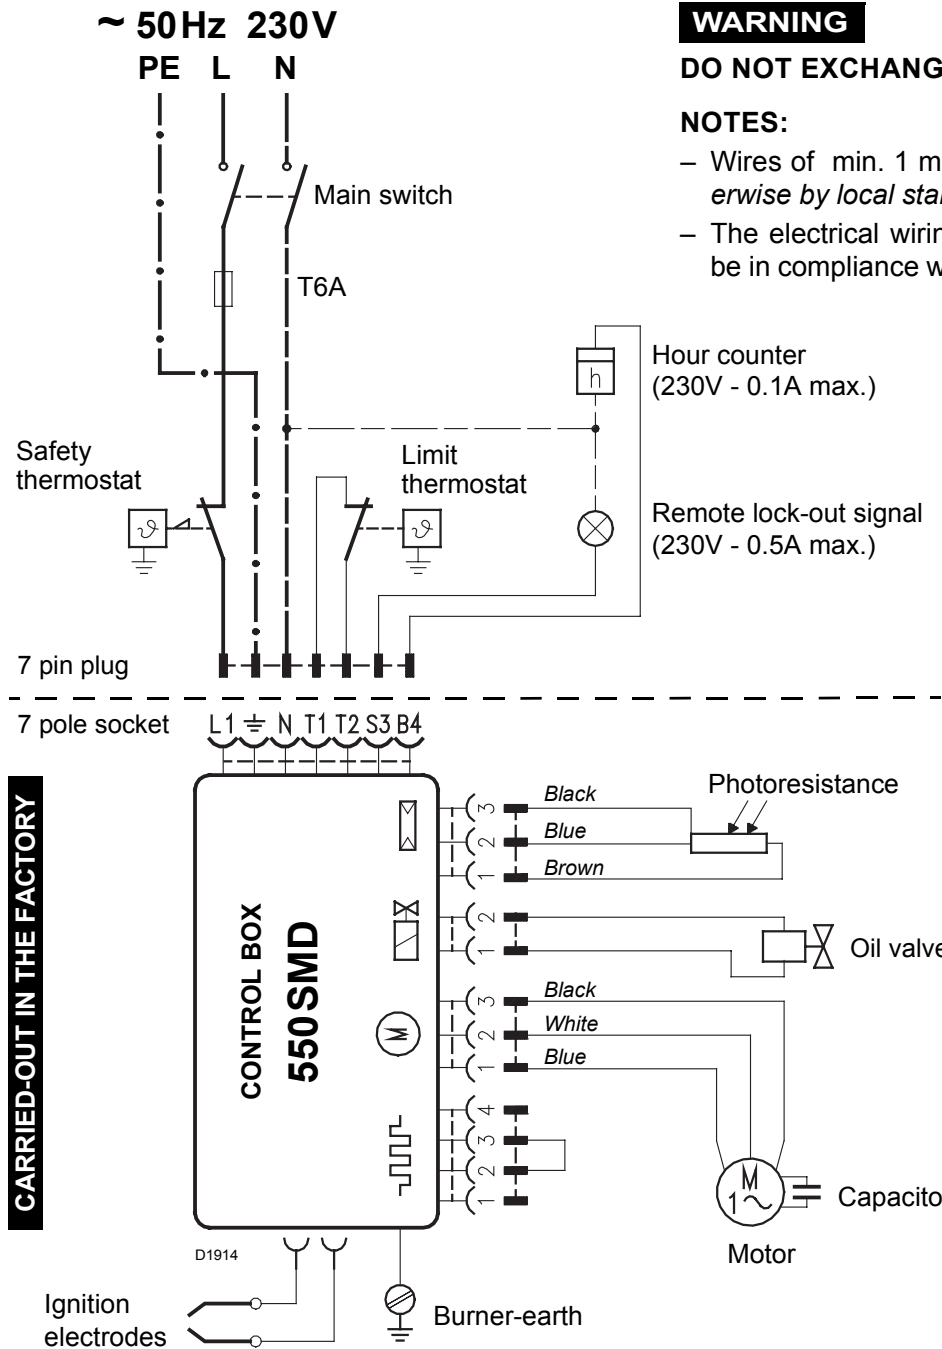 ~ 50Hz 230V
PE L N
WARNING
DO NOT EXCHANG
NOTES:
– Wires of min. 1 m
erwise by local sta
– The electrical wirin
be in compliance w
Main switch
T6A
h
Hour counter
(230V - 0.1A max.)
Safety
thermostat
Limit
thermostat
ϑ
ϑ
Remote lock-out signal
(230V - 0.5A max.)
7 pin plug
7 pole socket
L1 N T1 T2 S3 B4
CARRIED-OUT IN THE FACTORY
CONTROL BOX
550SMD
3 Black
2 Blue
1 Brown
Photoresistance
2
1
Oil valve
M
3 Black
2 White
1 Blue
4
3
2
1
M
1~
Capacito
Motor
D1914
Ignition
electrodes
Burner-earth